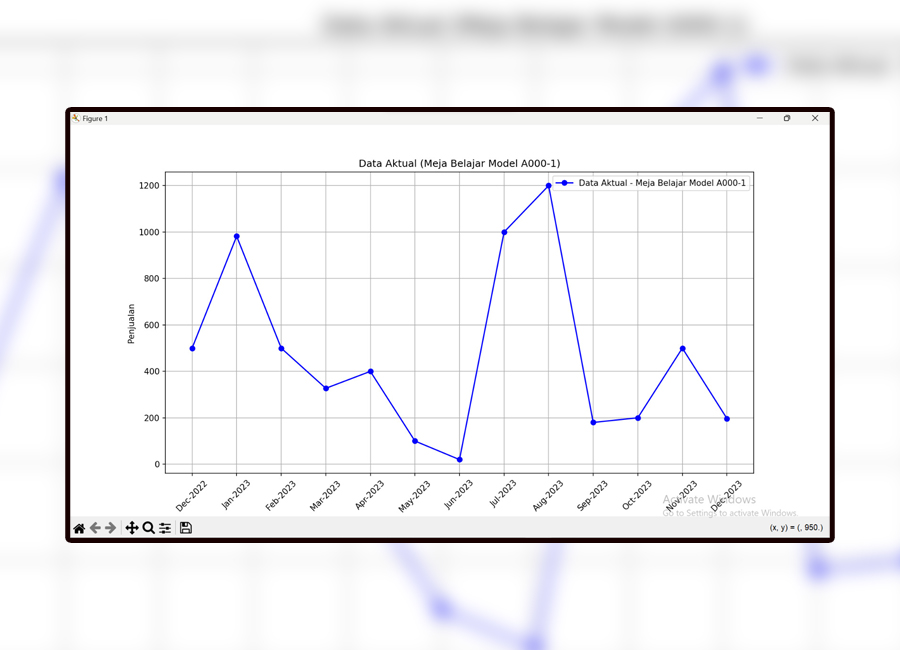 Figure 1
Data Aktual (Meja Belajar Model A000-1)
Data Aktual - Meja Belajar Model A000-1
1200
1000
800
600
400
200
0
Penjualan
Dec-2022
Jan-2023
Feb-2023
Mar-2023
Apr-2023
May-2023
Jun-2023
Jul-2023
Aug-2023
Sep-2023
Oct-2023
Nov-2023
Dec-2023
Activate Windows
Go to Settings to activate Windows.
(x, y) = (, 950.)